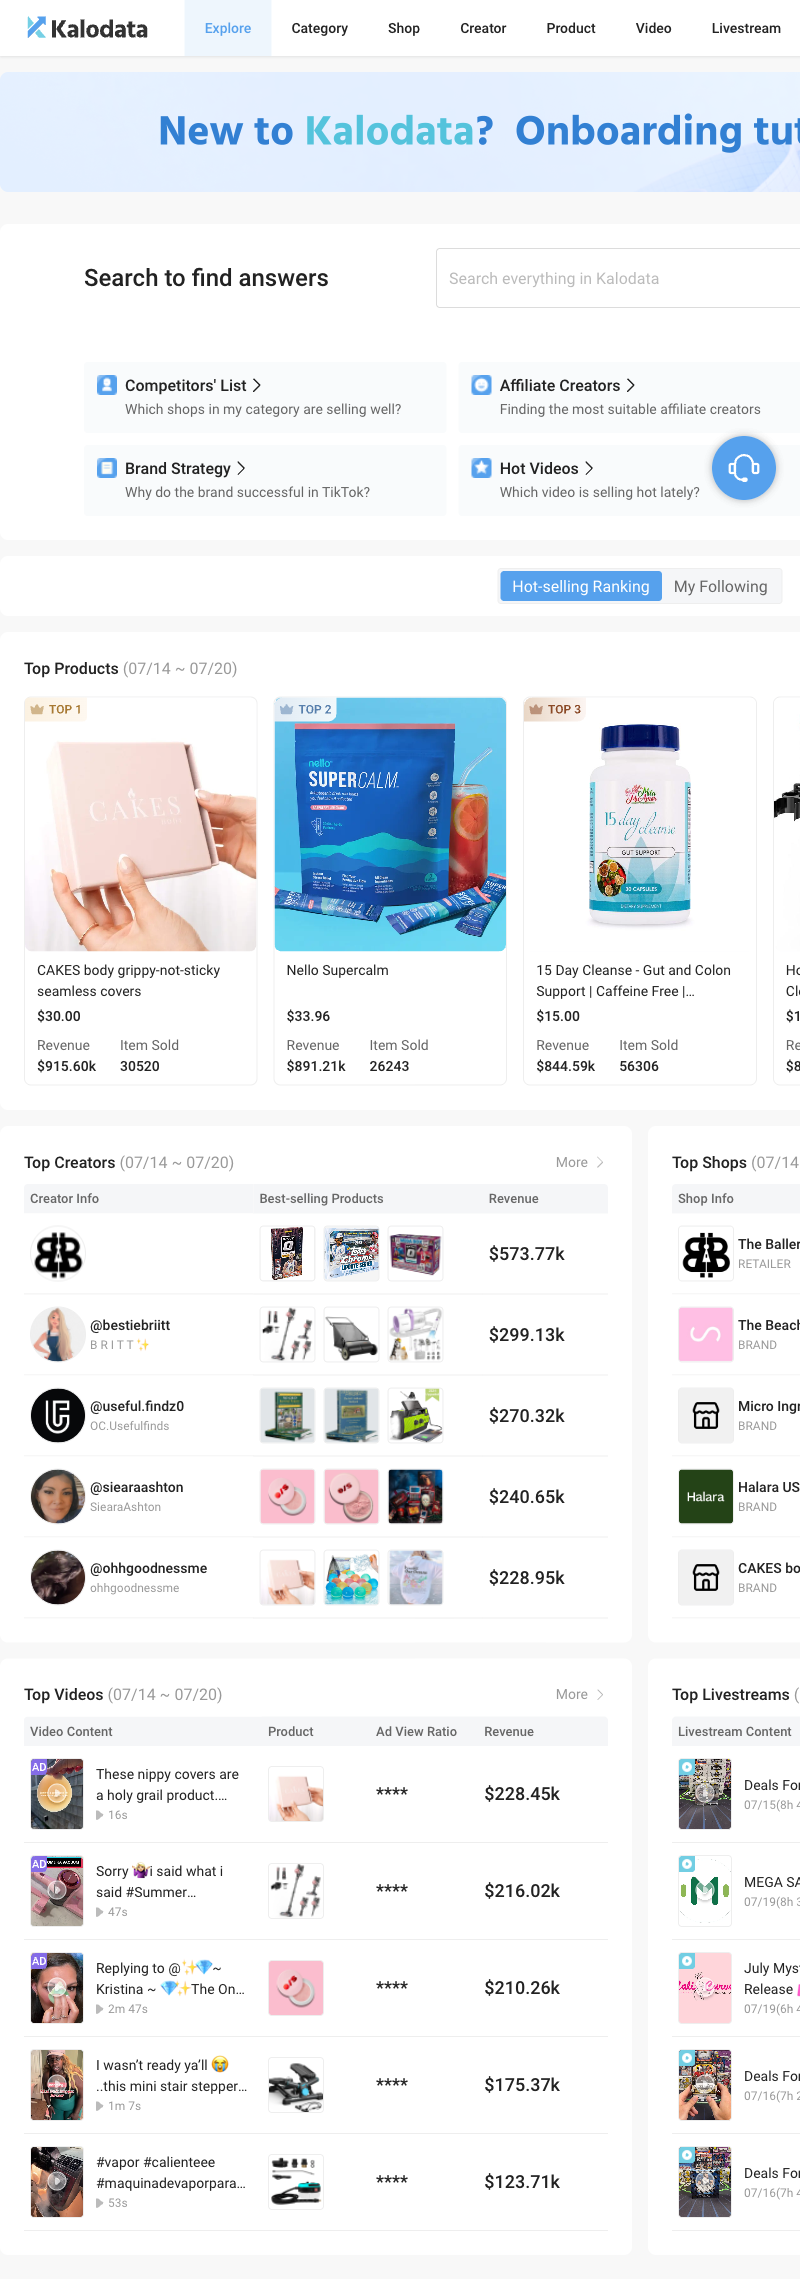 Kalodata
Explore
Category
Shop
Creator
Product
Video
Livestream
New to Kalodata? Onboarding tut
Search to find answers
Search everything in Kalodata
Competitors' List
Which shops in my category are selling well?
Affiliate Creators
Finding the most suitable affiliate creators
Brand Strategy
Why do the brand successful in TikTok?
Hot Videos
Which video is selling hot lately?
Hot-selling Ranking
My Following
Top Products (07/14 ~ 07/20)
TOP 1
CAKES
CAKES body grippy-not-sticky
seamless covers
$30.00
Revenue Item Sold
$915.60k 30520
TOP 2
nello
SUPERCALM
Nello Supercalm
$33.96
Revenue Item Sold
$891.21k 26243
TOP 3
15 day
cleanse
GUT SUPPORT
30 CAPSULES
15 Day Cleanse - Gut and Colon
Support | Caffeine Free |...
$15.00
Revenue Item Sold
$844.59k 56306
Ho
Cle
$1
Re
$8
Top Creators (07/14 ~ 07/20)
More
Creator Info Best-selling Products Revenue
$573.77k
@bestiebriitt
B R I T T ✨
$299.13k
@useful.findz0
OC.Usefulfinds
$270.32k
@siearaashton
SiearaAshton
$240.65k
@ohhgoodnessme
ohhgoodnessme
$228.95k
Top Shops (07/14
Shop Info
The Baller
RETAILER
The Beach
BRAND
Micro Ingr
BRAND
Halara
Halara US
BRAND
CAKES bo
BRAND
Top Videos (07/14 ~ 07/20)
More
Video Content Product Ad View Ratio Revenue
AD
These nippy covers are
a holy grail product....
16s
****
$228.45k
AD
Sorry 🤷🏼‍♀️i said what i
said #Summer...
47s
****
$216.02k
AD
Replying to @✨💎~
Kristina ~ 💎✨The On...
2m 47s
****
$210.26k
I wasn’t ready ya’ll 😭
..this mini stair stepper...
1m 7s
****
$175.37k
#vapor #calienteee
#maquinadevaporpara...
53s
****
$123.71k
Top Livestreams (
Livestream Content
Deals For
07/15(8h 4
MEGA SA
07/19(8h 3
July Myst
Release
07/19(6h 4
Deals For
07/16(7h 2
Deals For
07/16(7h 4